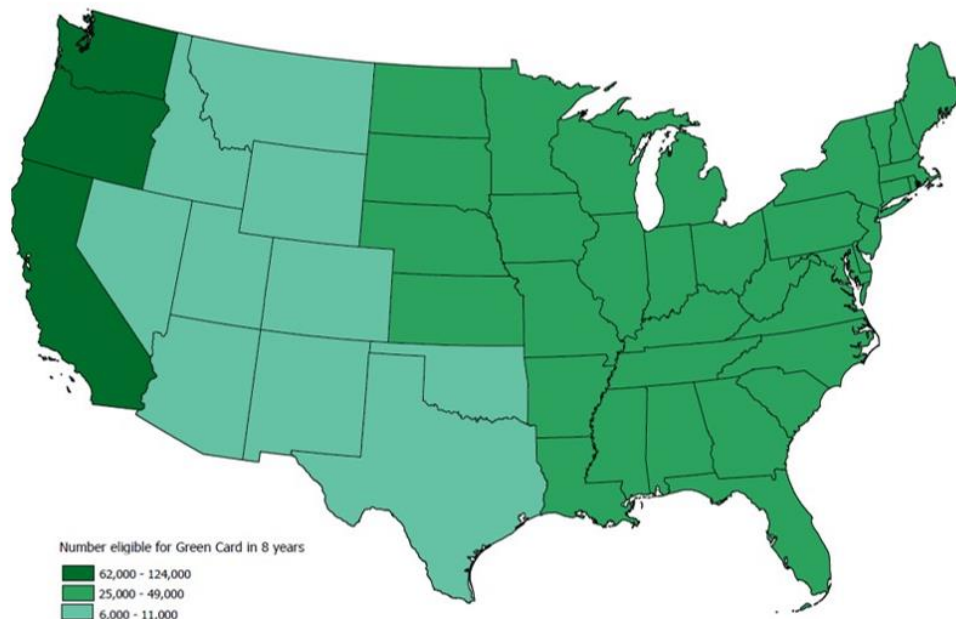 Number eligible for Green Card in 8 years
62,000 - 124,000
25,000 - 49,000
6,000 - 11,000